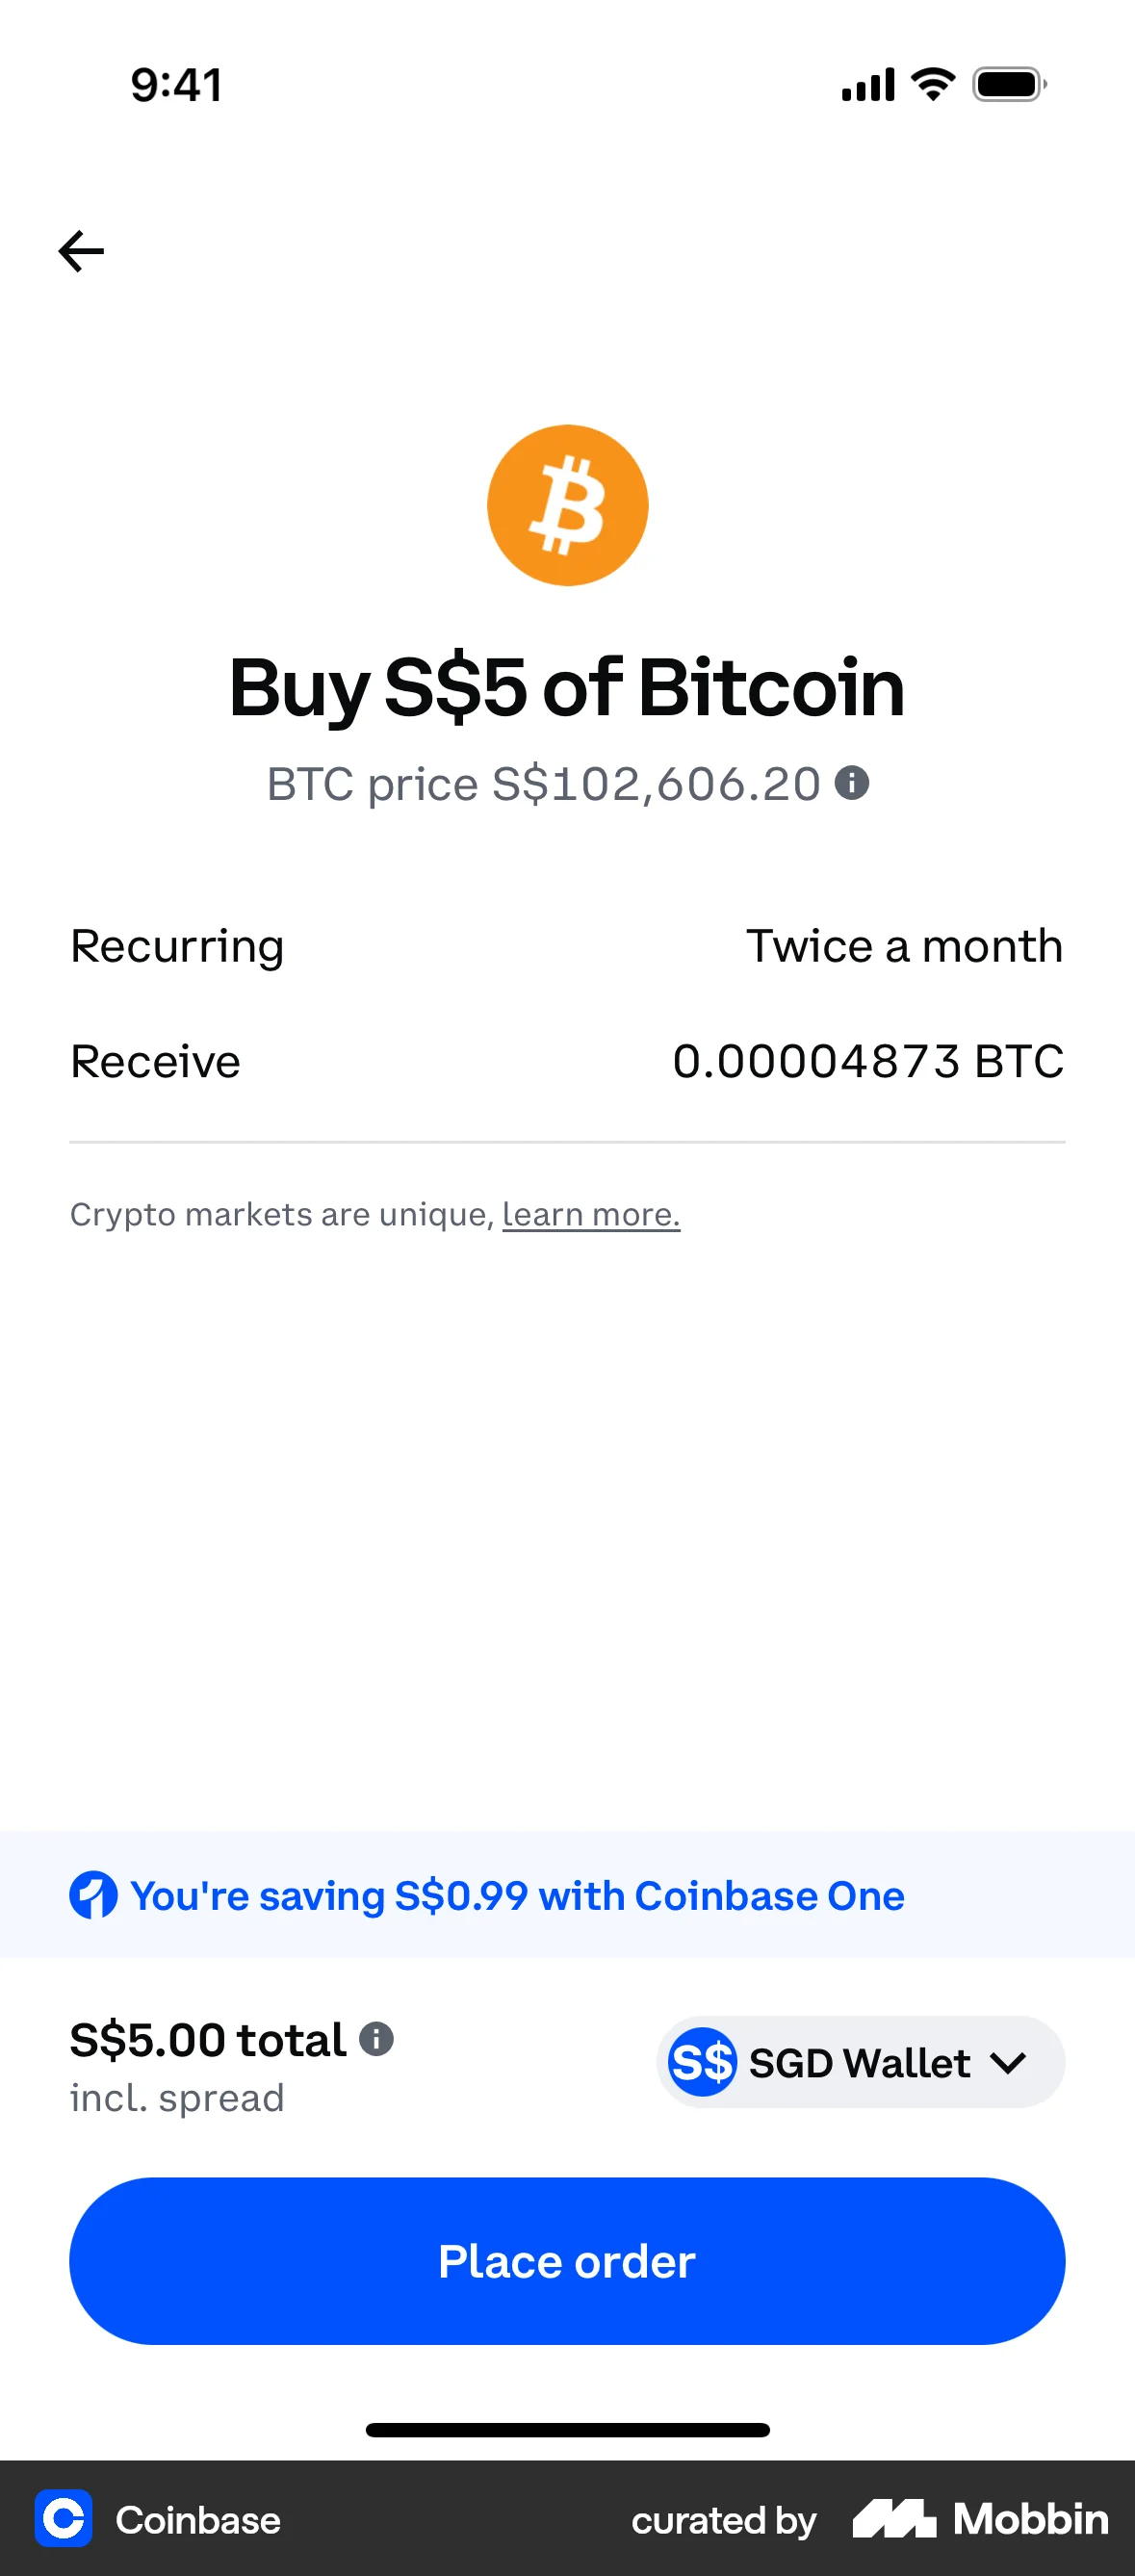 9:41
Buy S$5 of Bitcoin
BTC price S$102,606.20
Recurring Twice a month
Receive 0.00004873 BTC
Crypto markets are unique, learn more.
You're saving S$0.99 with Coinbase One
S$5.00 total
incl. spread
S$ SGD Wallet
Place order
Coinbase curated by Mobbin